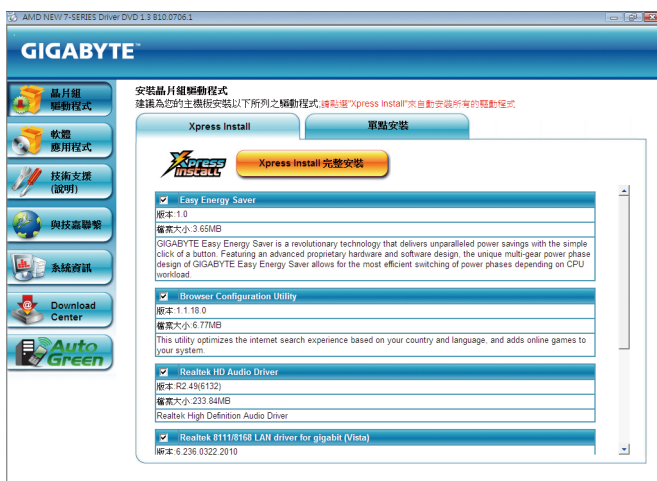 AMD NEW 7-SERIES Driver DVD 1.3 B10.0706.1
GIGABYTE™
晶片組
驅動程式
軟體
應用程式
技術支援
(說明)
與技嘉聯繫
系統資訊
Download
Center
Auto
Green
安裝晶片組驅動程式
建議為您的主機板安裝以下所列之驅動程式;請點選"Xpress Install"來自動安裝所有的驅動程式
Xpress Install
單點安裝
Xpress
INSTALL
Xpress Install 完整安裝
Easy Energy Saver
版本:1.0
檔案大小:3.65MB
GIGABYTE Easy Energy Saver is a revolutionary technology that delivers unparalleled power savings with the simple
click of a button. Featuring an advanced proprietary hardware and software design, the unique multi-gear power phase
design of GIGABYTE Easy Energy Saver allows for the most efficient switching of power phases depending on CPU
workload.
Browser Configuration Utility
版本:1.1.18.0
檔案大小:6.77MB
This utility optimizes the internet search experience based on your country and language, and adds online games to
your system.
Realtek HD Audio Driver
版本:R2.49(6132)
檔案大小:233.84MB
Realtek High Definition Audio Driver
Realtek 8111/8168 LAN driver for gigabit (Vista)
版本:6.236.0322.2010